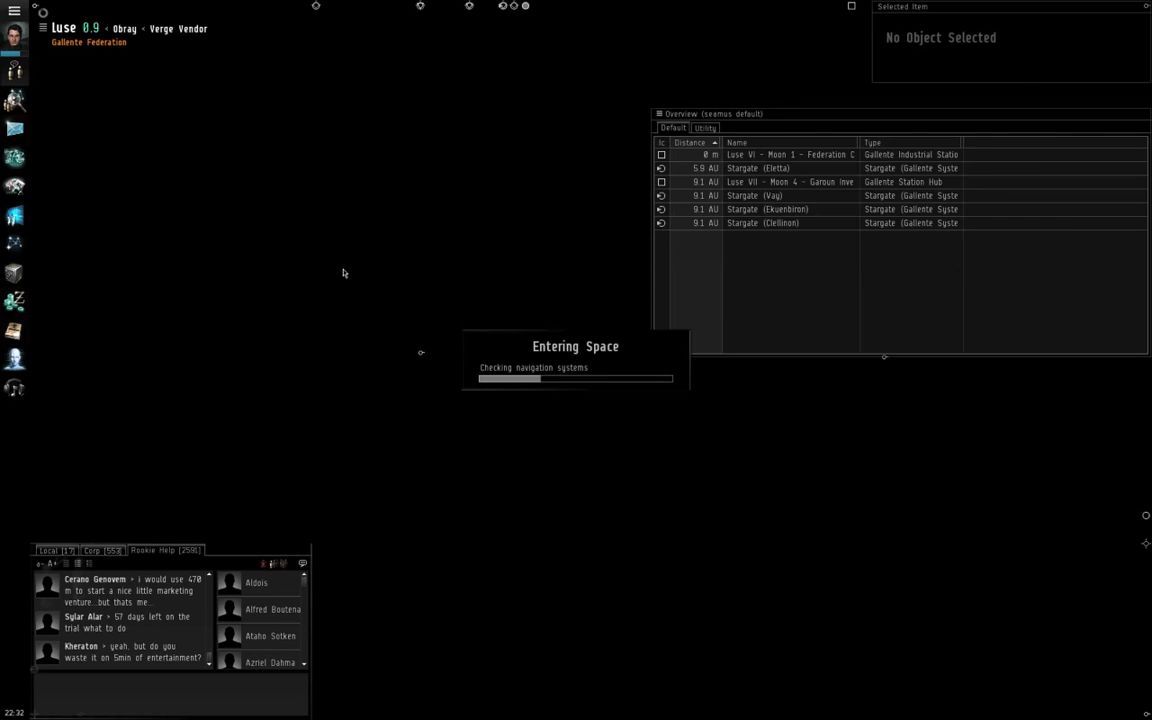 Luse 0.9 < Obray < Verge Vendor
Gallente Federation
Selected Item
No Object Selected
Overview (seamus default)
Default Utility
Ic Distance Name Type
0 m Luse VI - Moon 1 - Federation C Gallente Industrial Statio
5.9 AU Stargate (Eletta) Stargate (Gallente Syste
9.1 AU Luse VII - Moon 4 - Garoun Inve Gallente Station Hub
9.1 AU Stargate (Vay) Stargate (Gallente Syste
9.1 AU Stargate (Ekuenbiron) Stargate (Gallente Syste
9.1 AU Stargate (Clellinon) Stargate (Gallente Syste
Entering Space
Checking navigation systems
Local [17] Corp [553] Rookie Help [2591]
a- A+
Cerano Genovem > i would use 470
m to start a nice little marketing
venture...but thats me...
Sylar Alar > 57 days left on the
trial what to do
Kheraton > yeah, but do you
waste it on 5min of entertainment?
Aldois
Alfred Boutena
Ataho Sotken
Azriel Dahma
22:32